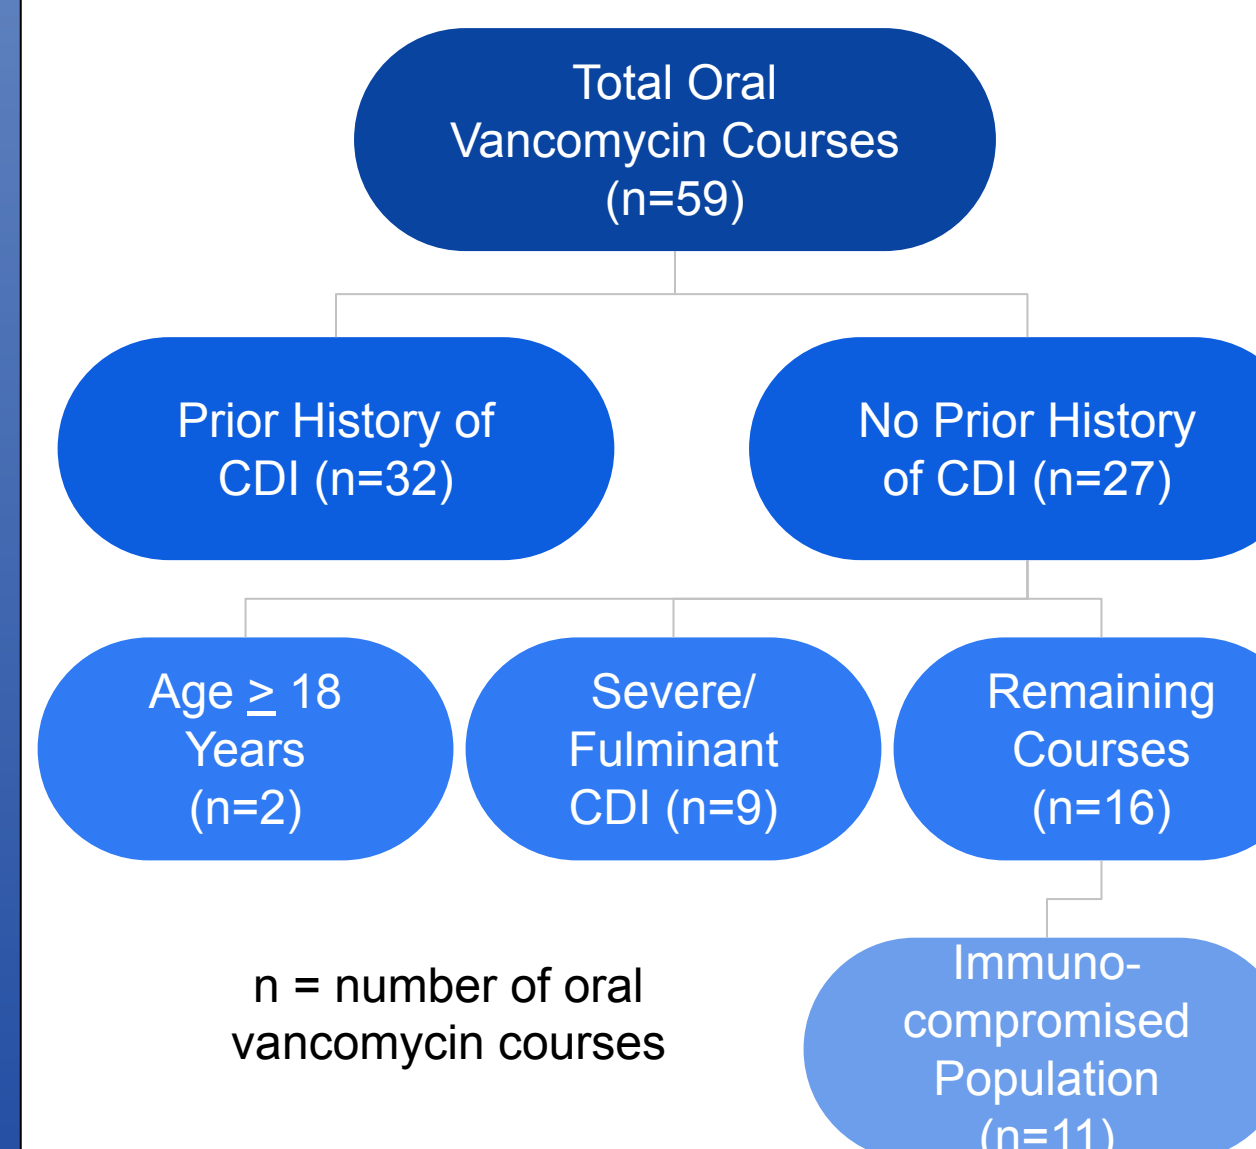 Total Oral
Vancomycin Courses
(n=59)
Prior History of
CDI (n=32)
No Prior History
of CDI (n=27)
Age ≥ 18
Years
(n=2)
Severe/
Fulminant
CDI (n=9)
Remaining
Courses
(n=16)
n = number of oral
vancomycin courses
Immuno-
compromised
Population
(n=11)